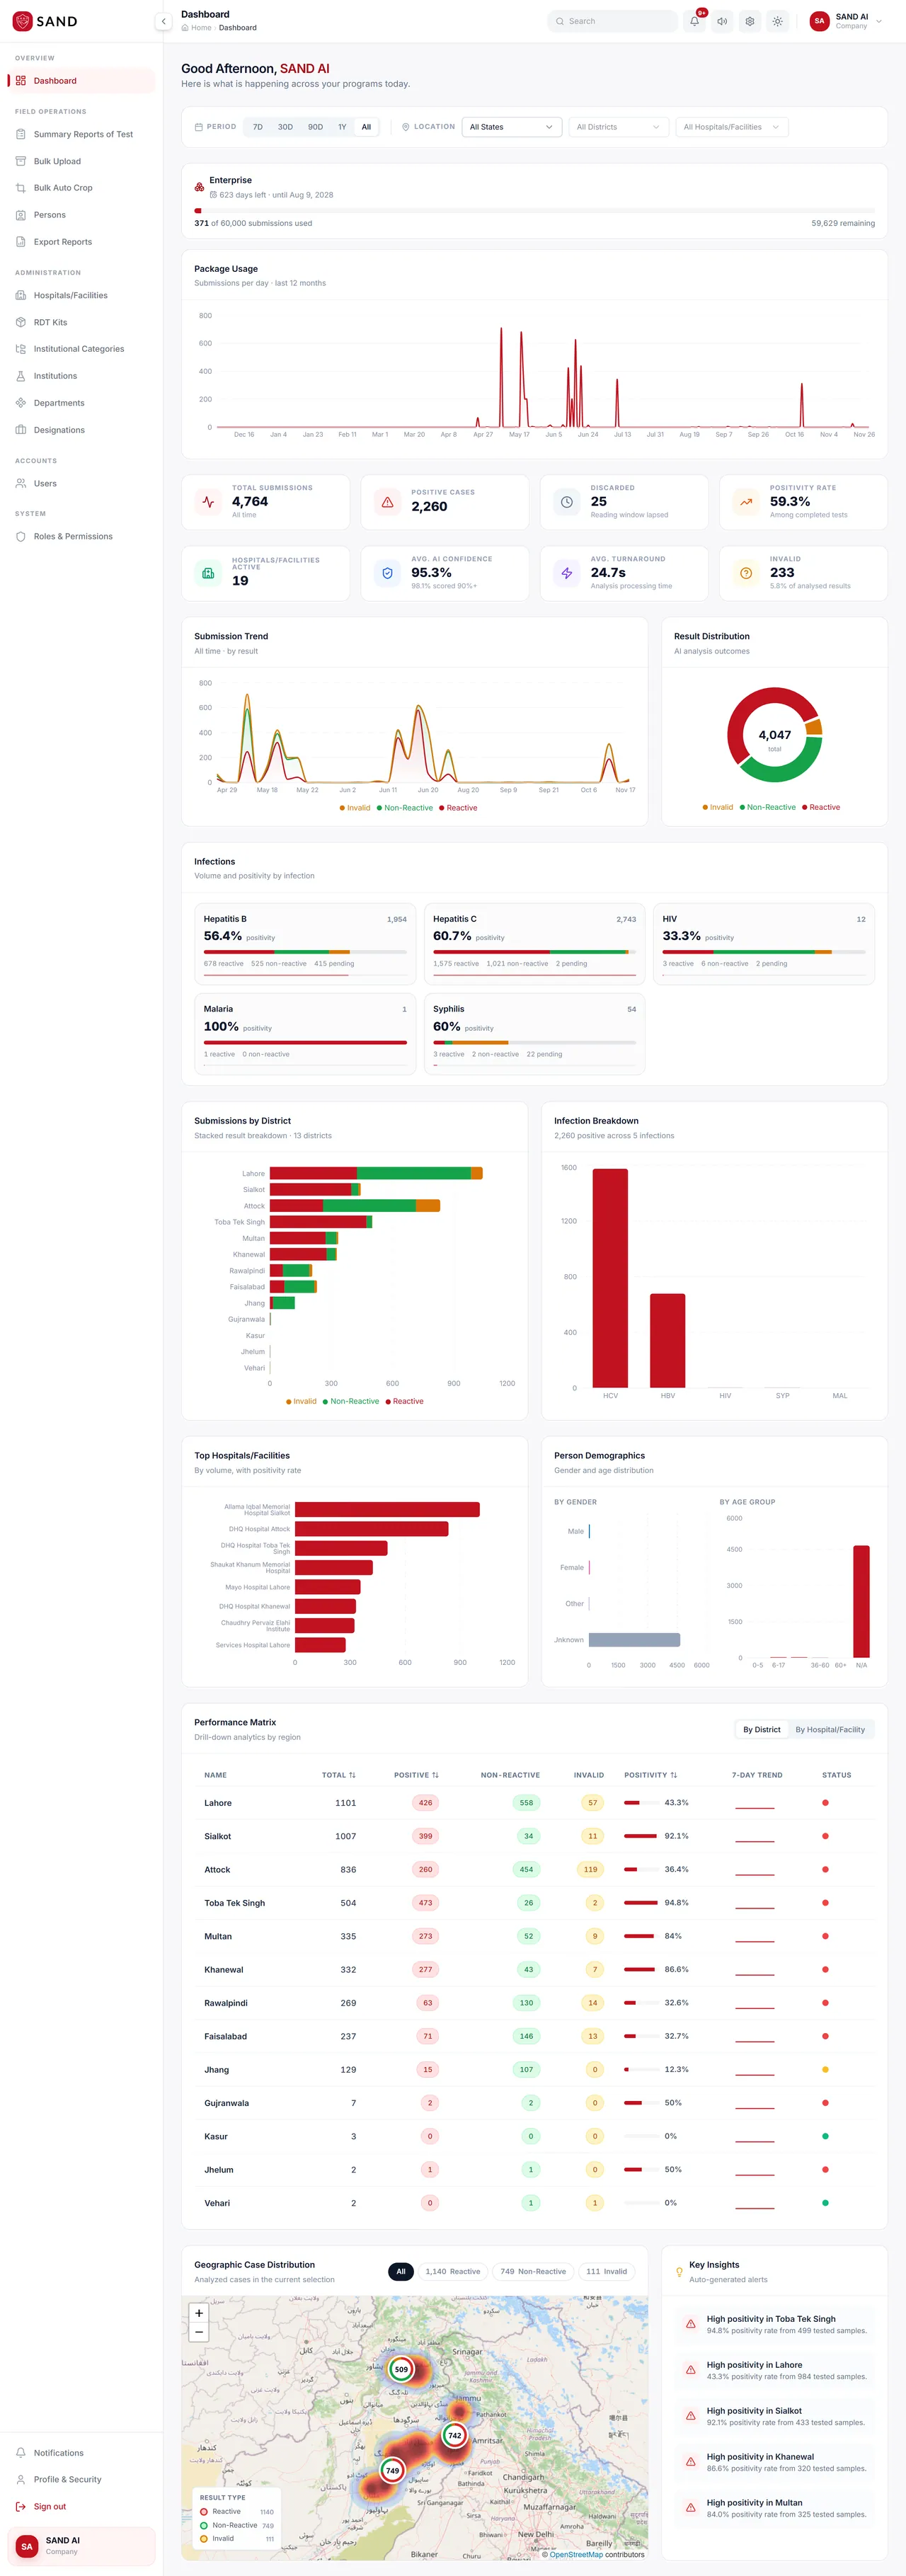 SAND
OVERVIEW
Dashboard
FIELD OPERATIONS
Summary Reports of Test
Bulk Upload
Bulk Auto Crop
Persons
Export Reports
ADMINISTRATION
Hospitals/Facilities
RDT Kits
Institutional Categories
Institutions
Departments
Designations
ACCOUNTS
Users
SYSTEM
Roles & Permissions
Notifications
Profile & Security
Sign out
SA
SAND AI
Company
Dashboard
Home
Dashboard
Search
9+
SA
SAND AI
Company
Good Afternoon, SAND AI
Here is what is happening across your programs today.
PERIOD 7D 30D 90D 1Y All LOCATION All States All Districts All Hospitals/Facilities
Enterprise
623 days left · until Aug 9, 2028
371 of 60,000 submissions used 59,629 remaining
Package Usage
Submissions per day · last 12 months
800
600
400
200
0
Dec 16 Jan 4 Jan 23 Feb 11 Mar 1 Mar 20 Apr 8 Apr 27 May 17 Jun 5 Jun 24 Jul 13 Jul 31 Aug 19 Sep 7 Sep 26 Oct 16 Nov 4 Nov 26
TOTAL SUBMISSIONS
4,764
All time
POSITIVE CASES
2,260
DISCARDED
25
Reading window lapsed
POSITIVITY RATE
59.3%
Among completed tests
HOSPITALS/FACILITIES
ACTIVE
19
AVG. AI CONFIDENCE
95.3%
98.1% scored 90%+
AVG. TURNAROUND
24.7s
Analysis processing time
INVALID
233
5.8% of analysed results
Submission Trend
All time · by result
800
600
400
200
0
Apr 29 May 18 May 22 Jun 2 Jun 11 Jun 20 Aug 20 Sep 9 Sep 21 Oct 6 Nov 17
Invalid Non-Reactive Reactive
Result Distribution
AI analysis outcomes
4,047
total
Invalid Non-Reactive Reactive
Infections
Volume and positivity by infection
Hepatitis B 1,954
56.4% positivity
678 reactive 525 non-reactive 415 pending
Hepatitis C 2,743
60.7% positivity
1,575 reactive 1,021 non-reactive 2 pending
HIV 12
33.3% positivity
3 reactive 6 non-reactive 2 pending
Malaria 1
100% positivity
1 reactive 0 non-reactive
Syphilis 54
60% positivity
3 reactive 2 non-reactive 22 pending
Submissions by District
Stacked result breakdown · 13 districts
Lahore
Sialkot
Attock
Toba Tek Singh
Multan
Khanewal
Rawalpindi
Faisalabad
Jhang
Gujranwala
Kasur
Jhelum
Vehari
0 300 600 900 1200
Invalid Non-Reactive Reactive
Infection Breakdown
2,260 positive across 5 infections
1600
1200
800
400
0
HCV HBV HIV SYP MAL
Top Hospitals/Facilities
By volume, with positivity rate
Allama Iqbal Memorial
Hospital Sialkot
DHQ Hospital Attock
DHQ Hospital Toba Tek
Singh
Shaukat Khanum Memorial
Hospital
Mayo Hospital Lahore
DHQ Hospital Khanewal
Chaudhry Pervaiz Elahi
Institute
Services Hospital Lahore
0 300 600 900 1200
Person Demographics
Gender and age distribution
BY GENDER
Male
Female
Other
Jnknown
0 1500 3000 4500 6000
BY AGE GROUP
6000
4500
3000
1500
0
0-5 6-17 36-60 60+ N/A
Performance Matrix
Drill-down analytics by region
By District By Hospital/Facility
NAME TOTAL POSITIVE NON-REACTIVE INVALID POSITIVITY 7-DAY TREND STATUS
Lahore 1101 426 558 57 43.3%
Sialkot 1007 399 34 11 92.1%
Attock 836 260 454 119 36.4%
Toba Tek Singh 504 473 26 2 94.8%
Multan 335 273 52 9 84%
Khanewal 332 277 43 7 86.6%
Rawalpindi 269 63 130 14 32.6%
Faisalabad 237 71 146 13 32.7%
Jhang 129 15 107 0 12.3%
Gujranwala 7 2 2 0 50%
Kasur 3 0 0 0 0%
Jhelum 2 1 1 0 50%
Vehari 2 0 1 1 0%
Geographic Case Distribution
Analyzed cases in the current selection
All 1,140 Reactive 749 Non-Reactive 111 Invalid
+
−
Srinagar
Ladakh
Jammu and
Kashmir
509
Jammu
Pathankot
742
Amritsar
Himachal
Pradesh
749
Punjab
Shimla
Faridkot
Chandigarh
Bathinda
Kurukshetra
Uttarakhand
Sri Ganganagar
Sirsa
Kaithal
Muzaffarnagar
Haryana
Haldwani
Bhiwani
New Delhi
Bareilly
Bikaner
Churu
RESULT TYPE
Reactive 1140
Non-Reactive 749
Invalid 111
© OpenStreetMap contributors
Key Insights
Auto-generated alerts
High positivity in Toba Tek Singh
94.8% positivity rate from 499 tested samples.
High positivity in Lahore
43.3% positivity rate from 984 tested samples.
High positivity in Sialkot
92.1% positivity rate from 433 tested samples.
High positivity in Khanewal
86.6% positivity rate from 320 tested samples.
High positivity in Multan
84.0% positivity rate from 325 tested samples.